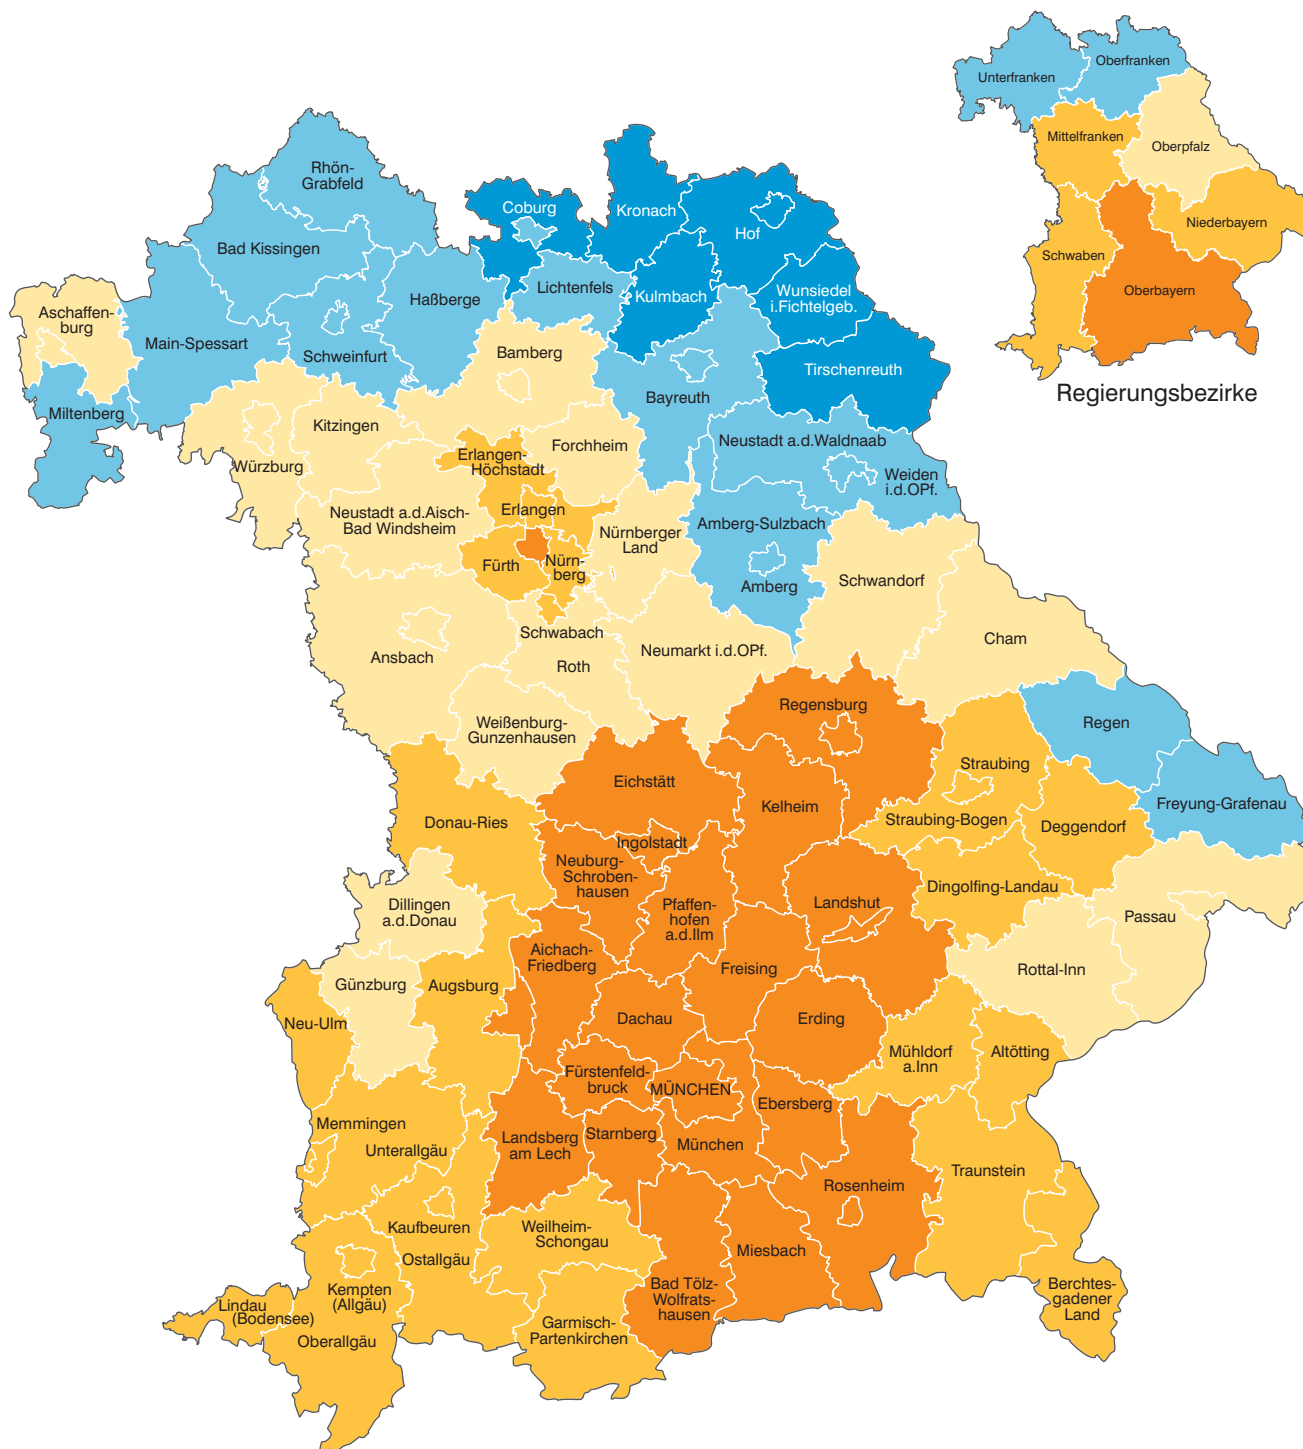 Unterfranken
Oberfranken
Mittelfranken
Oberpfalz
Niederbayern
Schwaben
Oberbayern
Regierungsbezirke
Rhön-
Grabfeld
Coburg
Kronach
Hof
Bad Kissingen
Haßberge
Lichtenfels
Kulmbach
Wunsiedel
i.Fichtelgeb.
Aschaffen-
burg
Main-Spessart
Schweinfurt
Bamberg
Tirschenreuth
Miltenberg
Kitzingen
Bayreuth
Würzburg
Erlangen-
Höchstadt
Forchheim
Neustadt a.d.Waldnaab
Weiden
i.d.OPf.
Neustadt a.d.Aisch-
Bad Windsheim
Erlangen
Nürnberger
Land
Amberg-Sulzbach
Fürth
Nürn-
berg
Amberg
Schwandorf
Ansbach
Schwabach
Roth
Neumarkt i.d.OPf.
Cham
Weißenburg-
Gunzenhausen
Regensburg
Regen
Eichstätt
Kelheim
Straubing
Freyung-Grafenau
Donau-Ries
Straubing-Bogen
Deggendorf
Ingolstadt
Neuburg-
Schroben-
hausen
Dingolfing-Landau
Dillingen
a.d.Donau
Pfaffen-
hofen
a.d.Ilm
Landshut
Passau
Aichach-
Friedberg
Freising
Rottal-Inn
Günzburg
Augsburg
Neu-Ulm
Dachau
Erding
Mühldorf
a.Inn
Altötting
Fürstenfeld-
bruck
MÜNCHEN
Ebersberg
Memmingen
Unterallgäu
Landsberg
am Lech
Starnberg
München
Traunstein
Rosenheim
Kaufbeuren
Ostallgäu
Weilheim-
Schongau
Miesbach
Kempten
(Allgäu)
Bad Tölz-
Wolfrats-
hausen
Berchtes-
gadener
Land
Lindau
(Bodensee)
Oberallgäu
Garmisch-
Partenkirchen